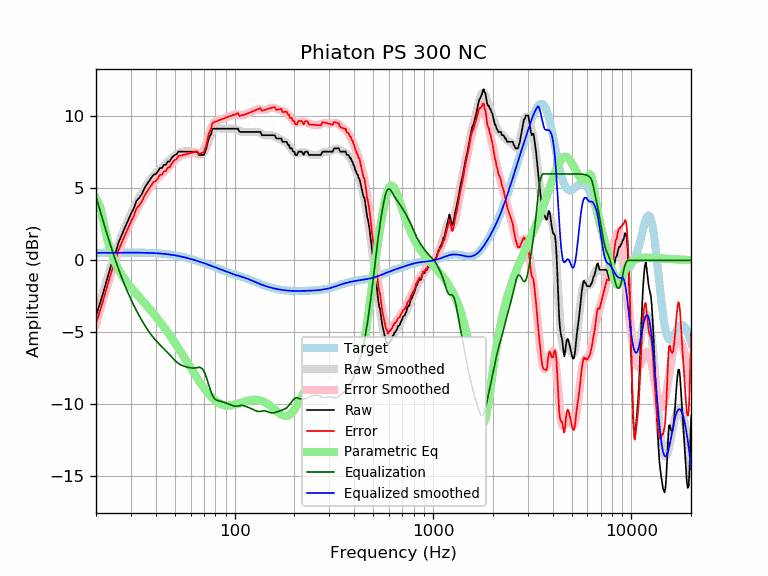 Phiaton PS 300 NC
Amplitude (dBr)
10
5
0
−5
−10
−15
Target
Raw Smoothed
Error Smoothed
Raw
Error
Parametric Eq
Equalization
Equalized smoothed
100
1000
10000
Frequency (Hz)